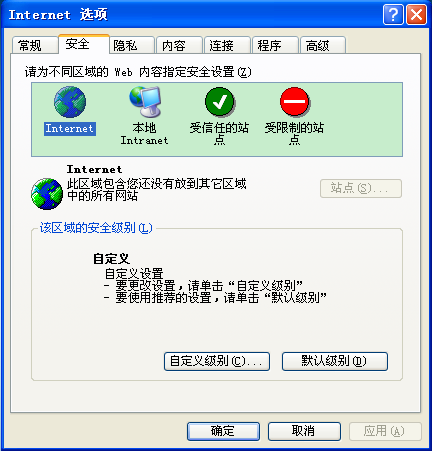 Internet 选项
常规 安全 隐私 内容 连接 程序 高级
请为不同区域的 Web 内容指定安全设置(Z)
Internet 本地 Intranet 受信任的站点 受限制的站点
Internet
此区域包含您还没有放到其它区域
中的所有网站
站点(S)...
该区域的安全级别(L)
自定义
自定义设置
- 要更改设置，请单击“自定义级别”
- 要使用推荐的设置，请单击“默认级别”
自定义级别(C)... 默认级别(D)
确定 取消 应用(A)